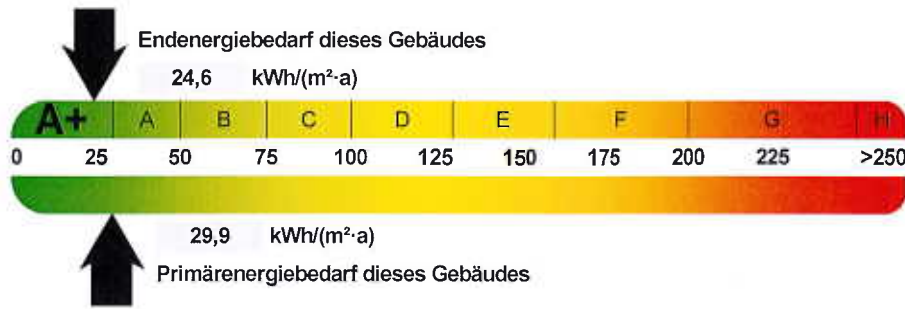 Endenergiebedarf dieses Gebäudes
24,6 kWh/(m²·a)
A+ A B C D E F G H
0 25 50 75 100 125 150 175 200 225 >250
29,9 kWh/(m²·a)
Primärenergiebedarf dieses Gebäudes